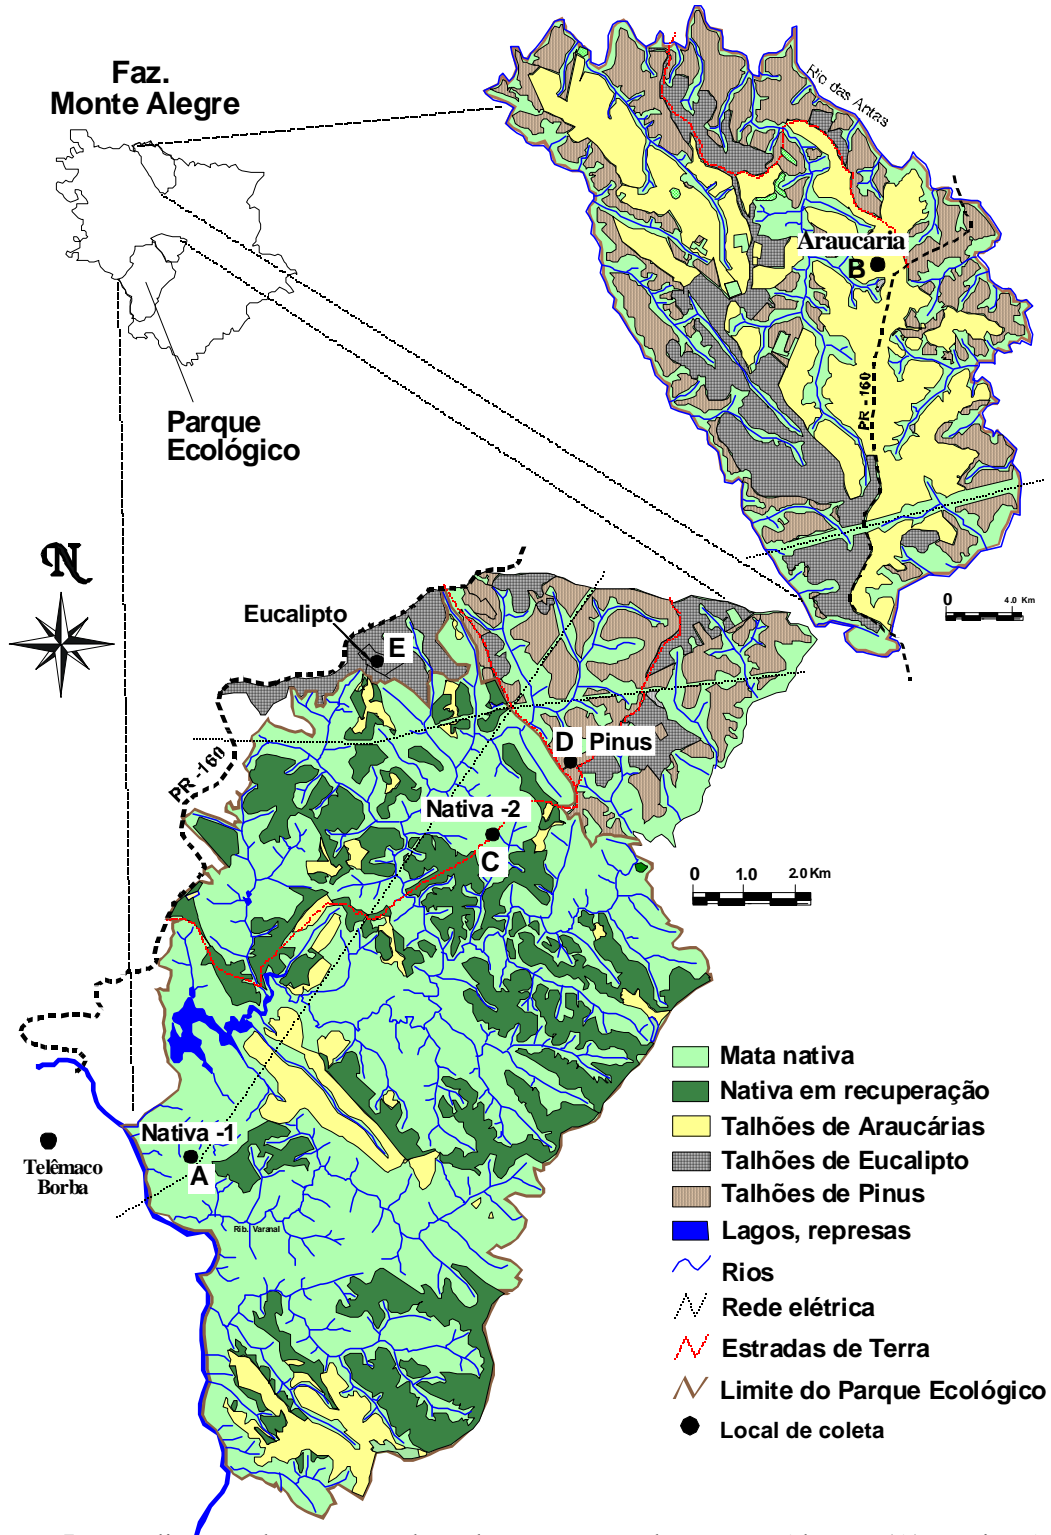 Faz.
Monte Alegre
Rio das Antas
Araucária
B
PR - 160
Parque
Ecológico
N
0 4.0 Km
Eucalipto
E
D Pinus
PR - 160
Nativa -2
C
0 1.0 2.0 Km
Nativa -1
A
Telêmaco
Borba
Rib. Varanal
Mata nativa
Nativa em recuperação
Talhões de Araucárias
Talhões de Eucalipto
Talhões de Pinus
Lagos, represas
Rios
Rede elétrica
Estradas de Terra
Limite do Parque Ecológico
Local de coleta